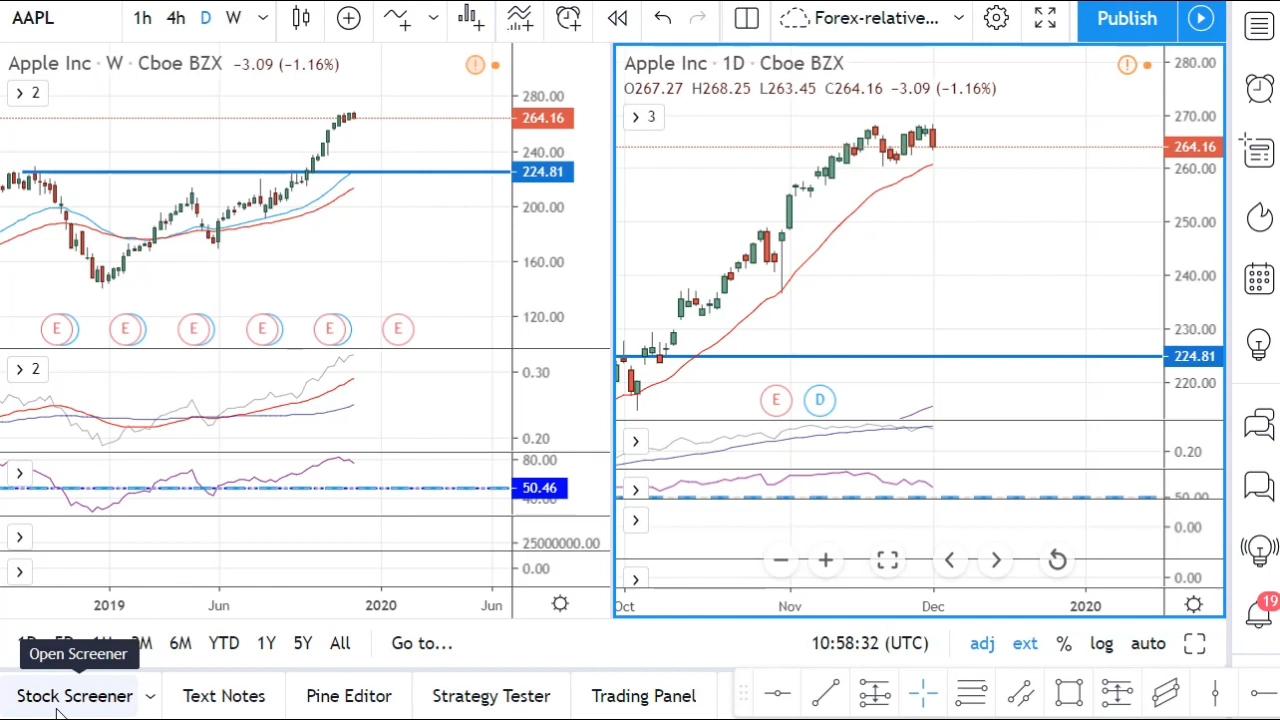 AAPL 1h 4h D W Forex-relative... Publish
Apple Inc · W · Cboe BZX −3.09 (−1.16%)
2
280.00
264.16
240.00
224.81
200.00
160.00
120.00
E E E E E E
2
0.30
0.20
80.00
50.46
40.00
25000000.00
0.00
2019 Jun 2020 Jun
Apple Inc · 1D · Cboe BZX
O267.27 H268.25 L263.45 C264.16 −3.09 (−1.16%)
3
280.00
270.00
264.16
260.00
250.00
240.00
230.00
224.81
220.00
E D
0.20
50.00
0.00
0.00
Oct Nov Dec 2020
19
1D 5D 1M 3M 6M YTD 1Y 5Y All Go to... 10:58:32 (UTC) adj ext % log auto
Open Screener
Stock Screener Text Notes Pine Editor Strategy Tester Trading Panel